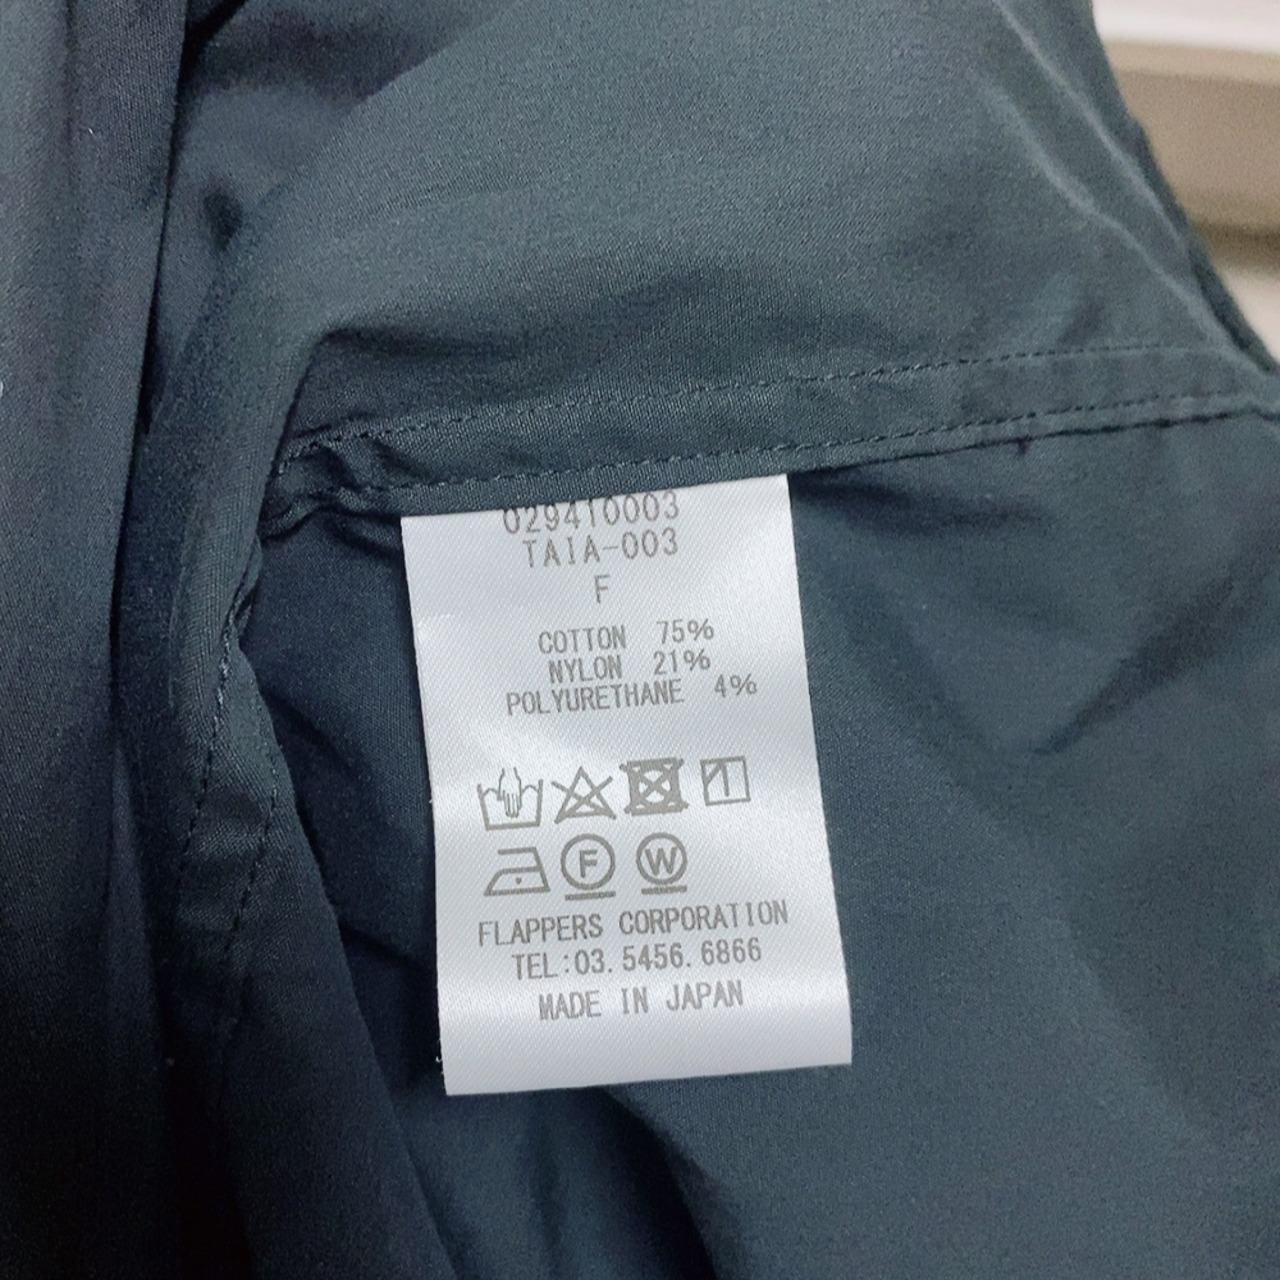 029410003
TAIA-003
F
COTTON 75%
NYLON 21%
POLYURETHANE 4%
F W
FLAPPERS CORPORATION
TEL:03.5456.6866
MADE IN JAPAN